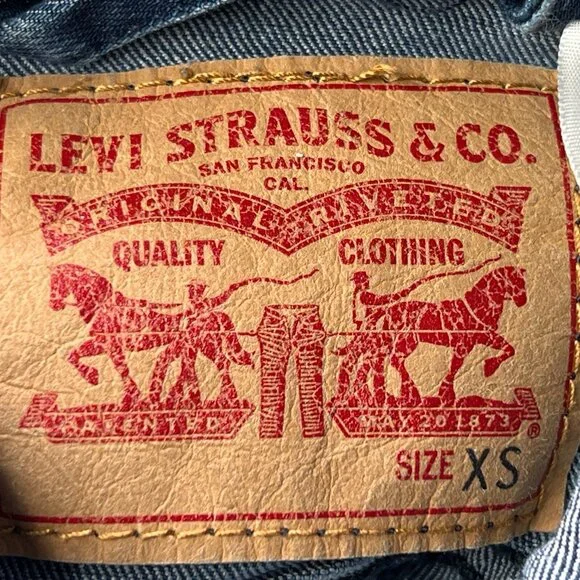 LEVI STRAUSS & CO.
SAN FRANCISCO
CAL.
ORIGINAL RIVETED
QUALITY CLOTHING
PATENTED MAY 20 1873 ®
SIZE XS